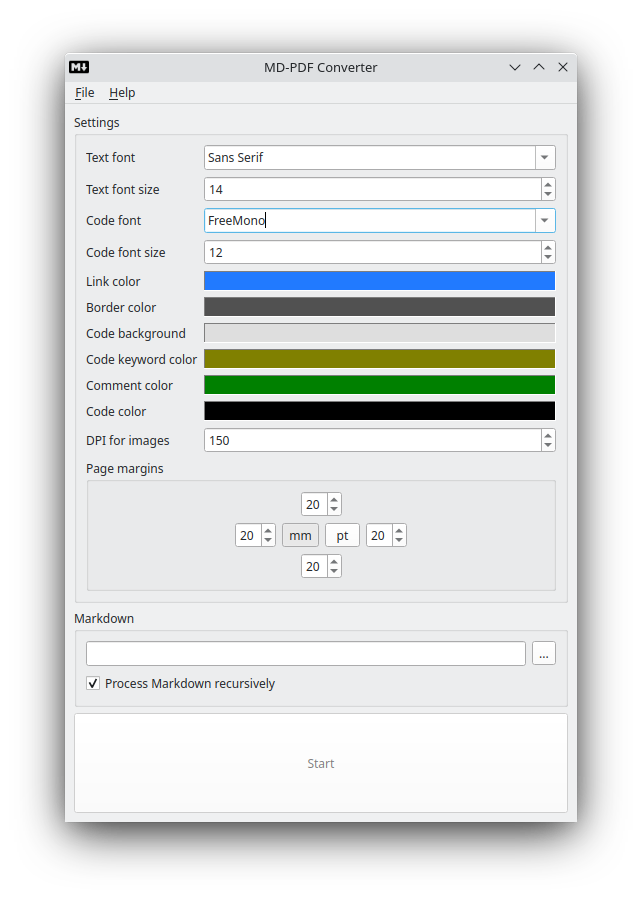 M↓ MD-PDF Converter
File Help
Settings
Text font Sans Serif
Text font size 14
Code font FreeMono
Code font size 12
Link color
Border color
Code background
Code keyword color
Comment color
Code color
DPI for images 150
Page margins
20
20 mm pt 20
20
Markdown
...
Process Markdown recursively
Start